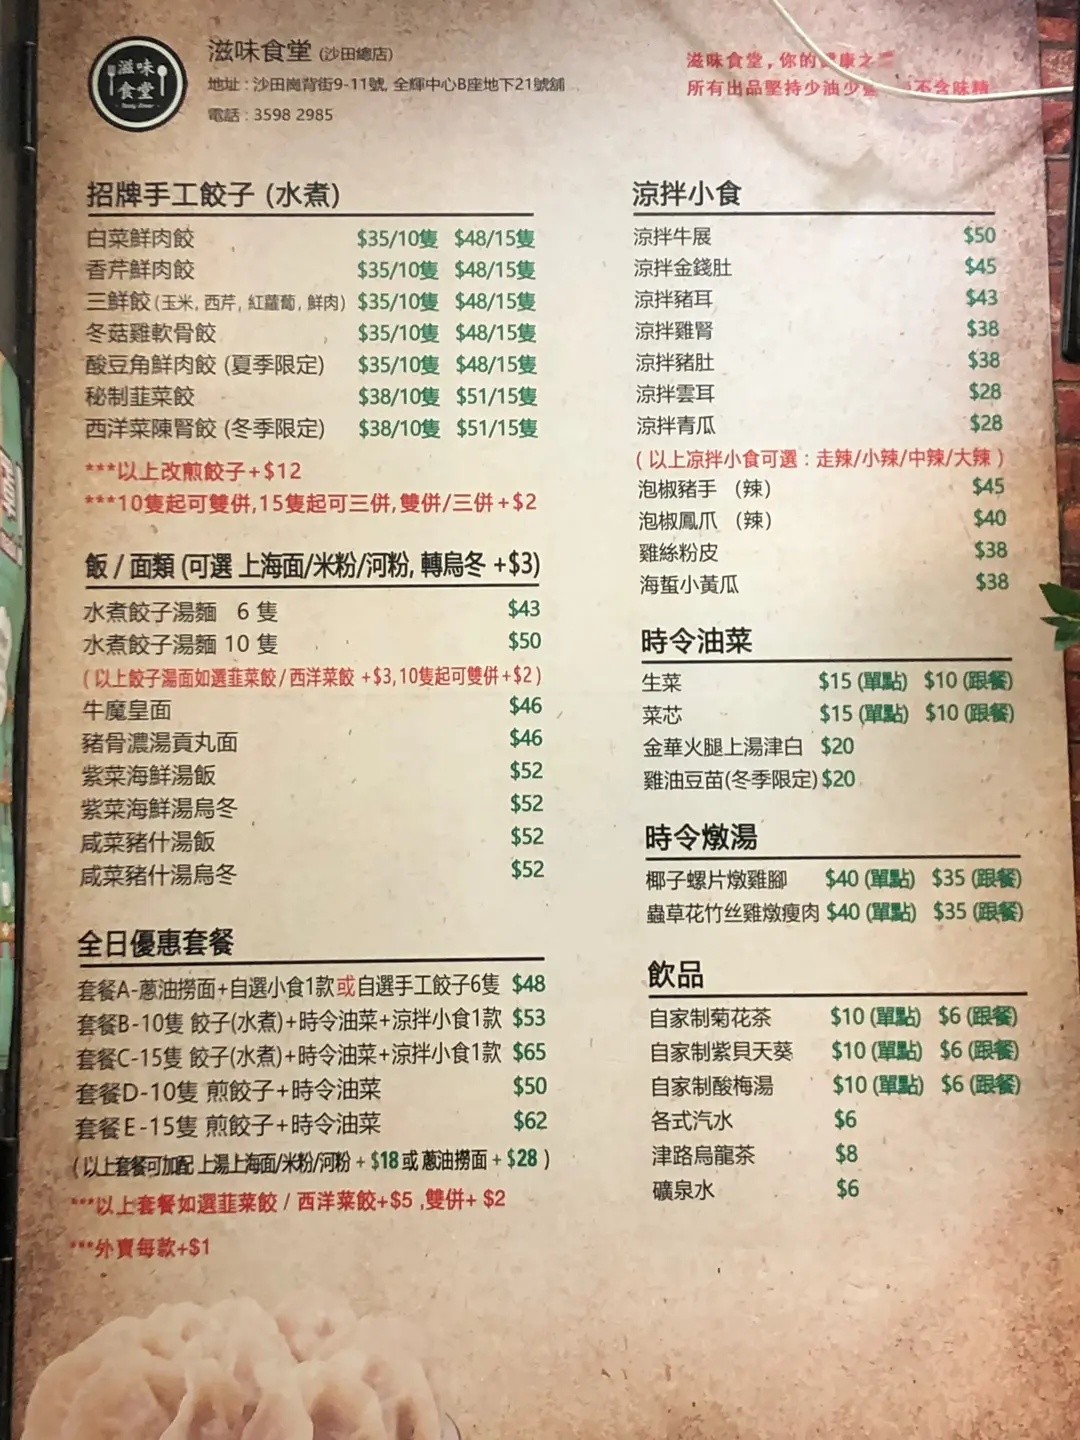 滋味食堂 (沙田總店)
地址 : 沙田崗背街9-11號, 全輝中心B座地下21號舖
電話 : 3598 2985
滋味
食堂
滋味食堂, 你的 康之
所有出品堅持少油少 不含味精
招牌手工餃子 (水煮)
白菜鮮肉餃 $35/10隻 $48/15隻
香芹鮮肉餃 $35/10隻 $48/15隻
三鮮餃 (玉米, 西芹, 紅蘿蔔, 鮮肉) $35/10隻 $48/15隻
冬菇雞軟骨餃 $35/10隻 $48/15隻
酸豆角鮮肉餃 (夏季限定) $35/10隻 $48/15隻
秘制韮菜餃 $38/10隻 $51/15隻
西洋菜陳腎餃 (冬季限定) $38/10隻 $51/15隻
***以上改煎餃子+$12
***10隻起可雙併,15隻起可三併,雙併/三併+$2
飯 / 面類 (可選 上海面/米粉/河粉, 轉烏冬 +$3)
水煮餃子湯麵 6 隻 $43
水煮餃子湯麵 10 隻 $50
( 以上餃子湯面如選韮菜餃 / 西洋菜餃 +$3, 10隻起可雙併+$2 )
牛魔皇面 $46
豬骨濃湯貢丸面 $46
紫菜海鮮湯飯 $52
紫菜海鮮湯烏冬 $52
咸菜豬什湯飯 $52
咸菜豬什湯烏冬 $52
全日優惠套餐
套餐A-蔥油撈面+自選小食1款或自選手工餃子6隻 $48
套餐B-10隻 餃子(水煮)+時令油菜+涼拌小食1款 $53
套餐C-15隻 餃子(水煮)+時令油菜+涼拌小食1款 $65
套餐D-10隻 煎餃子+時令油菜 $50
套餐E-15隻 煎餃子+時令油菜 $62
( 以上套餐可加配 上湯上海面/米粉/河粉 + $18 或 蔥油撈面 + $28 )
***以上套餐如選韮菜餃 / 西洋菜餃+$5 ,雙併+ $2
***外賣每款+$1
涼拌小食
涼拌牛展 $50
涼拌金錢肚 $45
涼拌豬耳 $43
涼拌雞腎 $38
涼拌豬肚 $38
涼拌雲耳 $28
涼拌青瓜 $28
( 以上涼拌小食可選 : 走辣/小辣/中辣/大辣 )
泡椒豬手 （辣） $45
泡椒鳳爪 （辣） $40
雞絲粉皮 $38
海蜇小黃瓜 $38
時令油菜
生菜 $15 (單點) $10 (跟餐)
菜芯 $15 (單點) $10 (跟餐)
金華火腿上湯津白 $20
雞油豆苗(冬季限定) $20
時令燉湯
椰子螺片燉雞腳 $40 (單點) $35 (跟餐)
蟲草花竹丝雞燉瘦肉 $40 (單點) $35 (跟餐)
飲品
自家制菊花茶 $10 (單點) $6 (跟餐)
自家制紫貝天葵 $10 (單點) $6 (跟餐)
自家制酸梅湯 $10 (單點) $6 (跟餐)
各式汽水 $6
津路烏龍茶 $8
礦泉水 $6